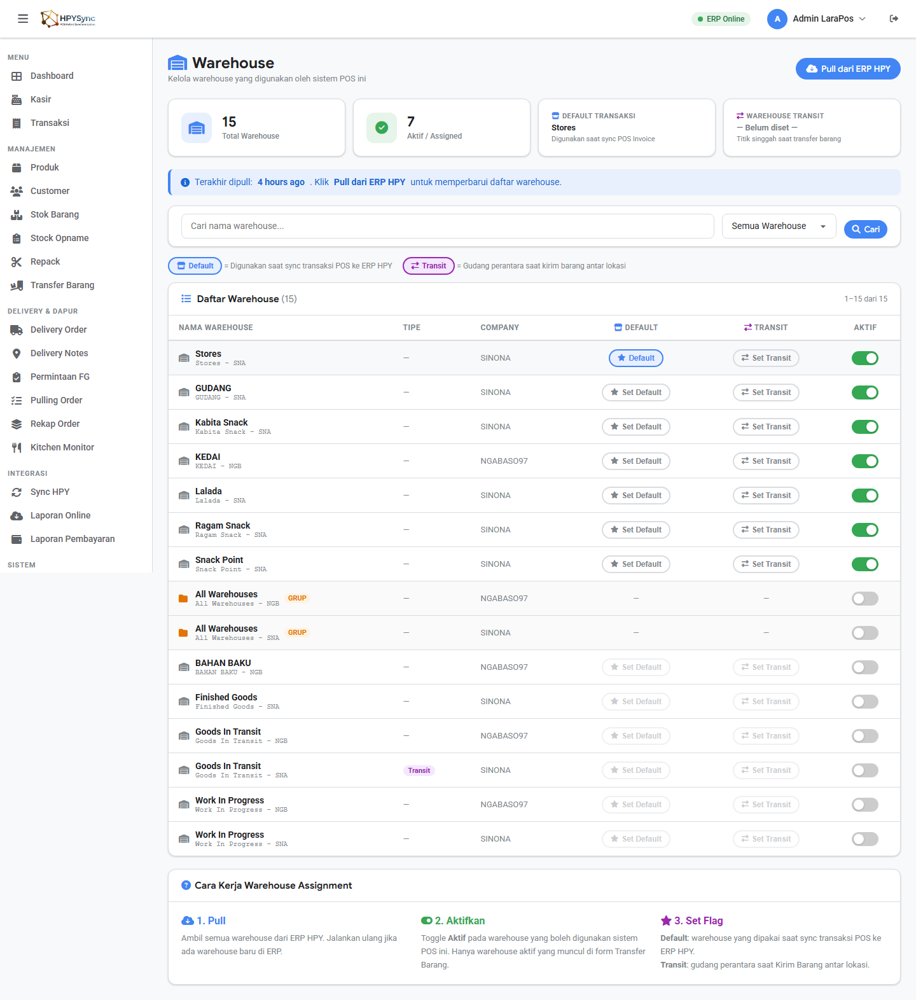 HPYSync
POS Hybrid Synchronization
ERP Online
A
Admin LaraPos
MENU
Dashboard
Kasir
Transaksi
MANAJEMEN
Produk
Customer
Stok Barang
Stock Opname
Repack
Transfer Barang
DELIVERY & DAPUR
Delivery Order
Delivery Notes
Permintaan FG
Pulling Order
Rekap Order
Kitchen Monitor
INTEGRASI
Sync HPY
Laporan Online
Laporan Pembayaran
SISTEM
Warehouse
Kelola warehouse yang digunakan oleh sistem POS ini
Pull dari ERP HPY
15
Total Warehouse
7
Aktif / Assigned
DEFAULT TRANSAKSI
Stores
Digunakan saat sync POS Invoice
WAREHOUSE TRANSIT
— Belum diset —
Titik singgah saat transfer barang
Terakhir dipull: 4 hours ago . Klik Pull dari ERP HPY untuk memperbarui daftar warehouse.
Cari nama warehouse...
Semua Warehouse
Cari
Default = Digunakan saat sync transaksi POS ke ERP HPY Transit = Gudang perantara saat kirim barang antar lokasi
Daftar Warehouse (15)
1–15 dari 15
NAMA WAREHOUSE TIPE COMPANY DEFAULT TRANSIT AKTIF
Stores
Stores - SNA
— SINONA Default Set Transit
GUDANG
GUDANG - SNA
— SINONA Set Default Set Transit
Kabita Snack
Kabita Snack - SNA
— SINONA Set Default Set Transit
KEDAI
KEDAI - NGB
— NGABASO97 Set Default Set Transit
Lalada
Lalada - SNA
— SINONA Set Default Set Transit
Ragam Snack
Ragam Snack - SNA
— SINONA Set Default Set Transit
Snack Point
Snack Point - SNA
— SINONA Set Default Set Transit
All Warehouses
All Warehouses - NGB
GRUP — NGABASO97 — —
All Warehouses
All Warehouses - SNA
GRUP — SINONA — —
BAHAN BAKU
BAHAN BAKU - NGB
— NGABASO97 Set Default Set Transit
Finished Goods
Finished Goods - SNA
— SINONA Set Default Set Transit
Goods In Transit
Goods In Transit - NGB
— NGABASO97 Set Default Set Transit
Goods In Transit
Goods In Transit - SNA
Transit SINONA Set Default Set Transit
Work In Progress
Work In Progress - NGB
— NGABASO97 Set Default Set Transit
Work In Progress
Work In Progress - SNA
— SINONA Set Default Set Transit
Cara Kerja Warehouse Assignment
1. Pull
Ambil semua warehouse dari ERP HPY. Jalankan ulang jika
ada warehouse baru di ERP.
2. Aktifkan
Toggle Aktif pada warehouse yang boleh digunakan sistem
POS ini. Hanya warehouse aktif yang muncul di form Transfer
Barang.
3. Set Flag
Default: warehouse yang dipakai saat sync transaksi POS ke
ERP HPY.
Transit: gudang perantara saat Kirim Barang antar lokasi.